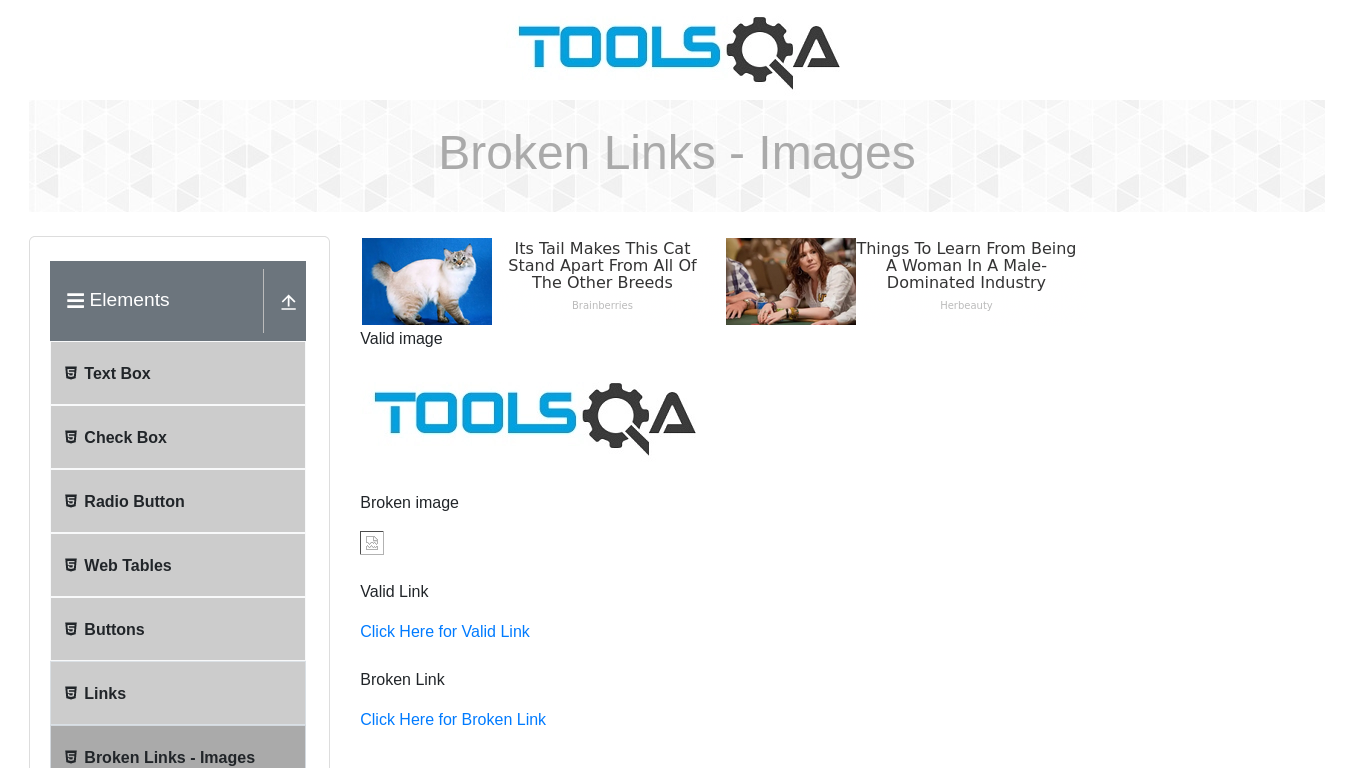 TOOLSQA
Broken Links - Images
Elements
Text Box
Check Box
Radio Button
Web Tables
Buttons
Links
Broken Links - Images
Its Tail Makes This Cat
Stand Apart From All Of
The Other Breeds
Brainberries
Things To Learn From Being
A Woman In A Male-
Dominated Industry
Herbeauty
Valid image
TOOLSQA
Broken image
Valid Link
Click Here for Valid Link
Broken Link
Click Here for Broken Link